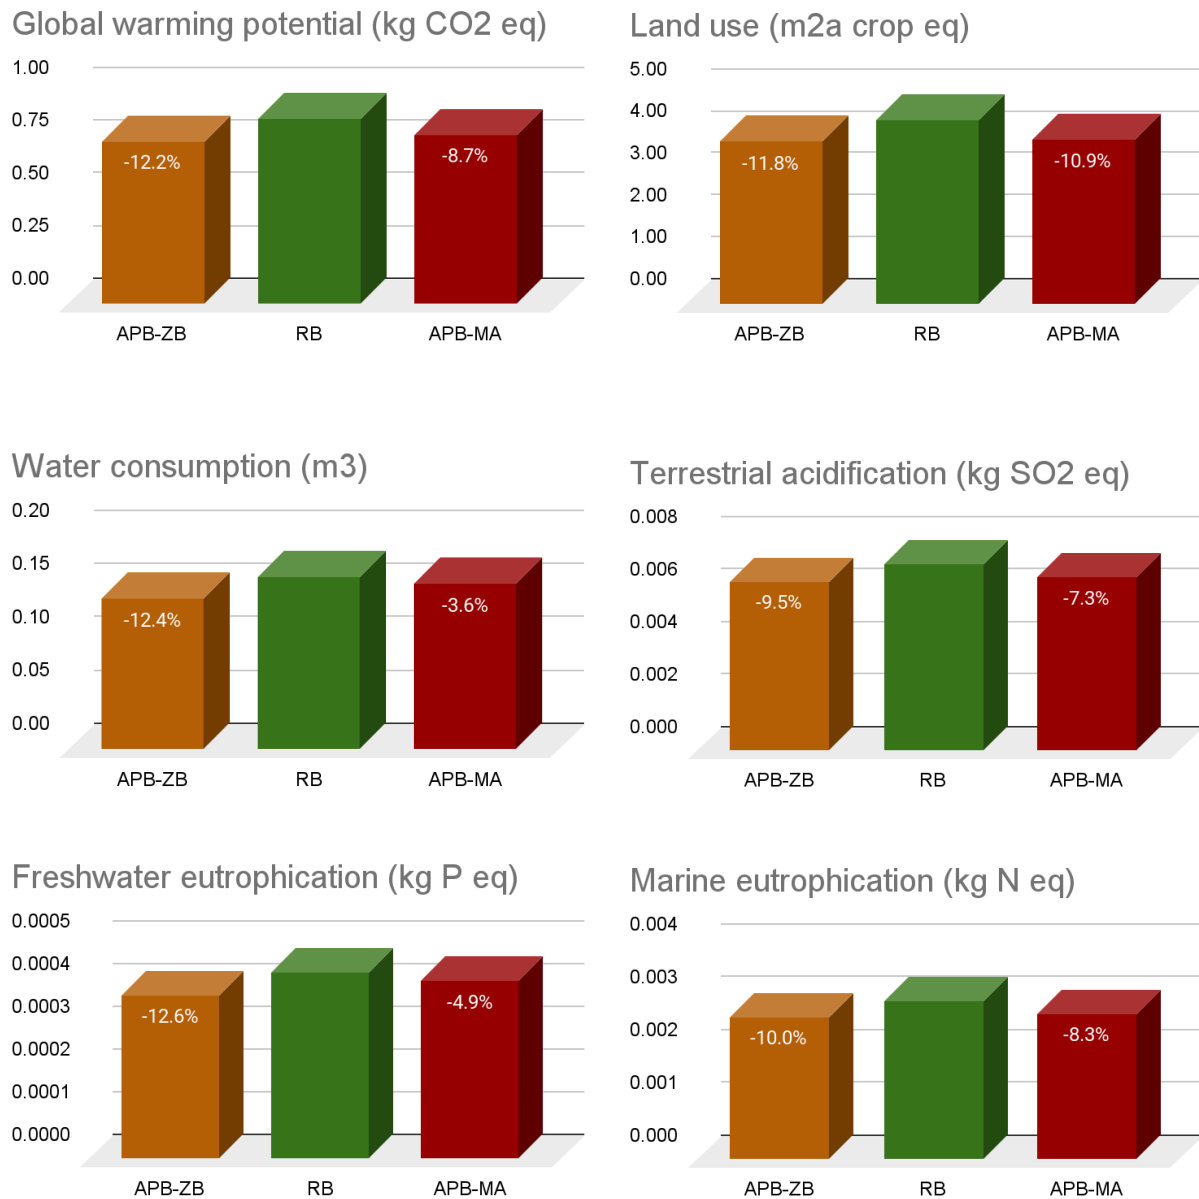 Global warming potential (kg CO2 eq)
1.00
0.75
0.50
0.25
0.00
-12.2%
-8.7%
APB-ZB
RB
APB-MA
Land use (m2a crop eq)
5.00
4.00
3.00
2.00
1.00
0.00
-11.8%
-10.9%
APB-ZB
RB
APB-MA
Water consumption (m3)
0.20
0.15
0.10
0.05
0.00
-12.4%
-3.6%
APB-ZB
RB
APB-MA
Terrestrial acidification (kg SO2 eq)
0.008
0.006
0.004
0.002
0.000
-9.5%
-7.3%
APB-ZB
RB
APB-MA
Freshwater eutrophication (kg P eq)
0.0005
0.0004
0.0003
0.0002
0.0001
0.0000
-12.6%
-4.9%
APB-ZB
RB
APB-MA
Marine eutrophication (kg N eq)
0.004
0.003
0.002
0.001
0.000
-10.0%
-8.3%
APB-ZB
RB
APB-MA